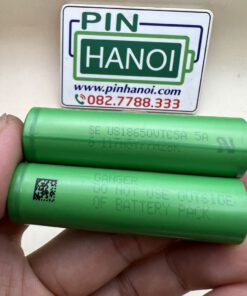 PIN
HANOI
www.pinhanoi.com
082.7788.333
SE US18650VTC5A 5A
DANGER
DO NOT USE OUTSIDE
OF BATTERY PACK